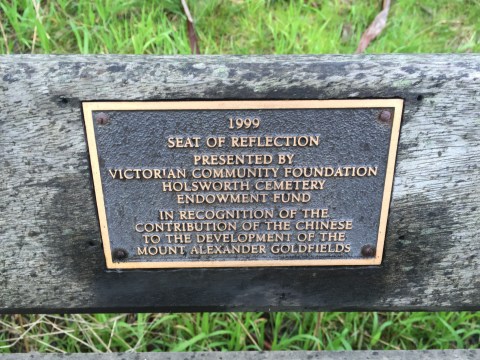 1999
SEAT OF REFLECTION
PRESENTED BY
VICTORIAN COMMUNITY FOUNDATION
HOLSWORTH CEMETERY
ENDOWMENT FUND
IN RECOGNITION OF THE
CONTRIBUTION OF THE CHINESE
TO THE DEVELOPMENT OF THE
MOUNT ALEXANDER GOLDFIELDS